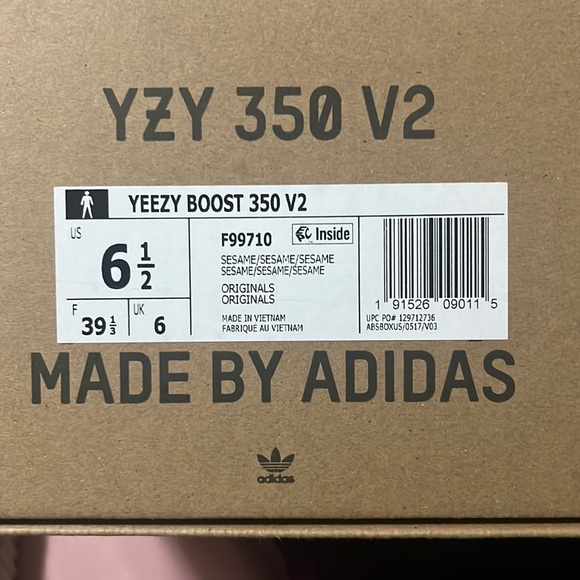 YZY 350 V2
YEEZY BOOST 350 V2
US
6 1/2
F
39 1/3
UK
6
F99710
Inside
SESAME/SESAME/SESAME
SESAME/SESAME/SESAME
ORIGINALS
ORIGINALS
MADE IN VIETNAM
FABRIQUÉ AU VIETNAM
1 91526 09011 5
UPC PO# 129712736
ABSBOXUS/0517/V03
MADE BY ADIDAS
adidas